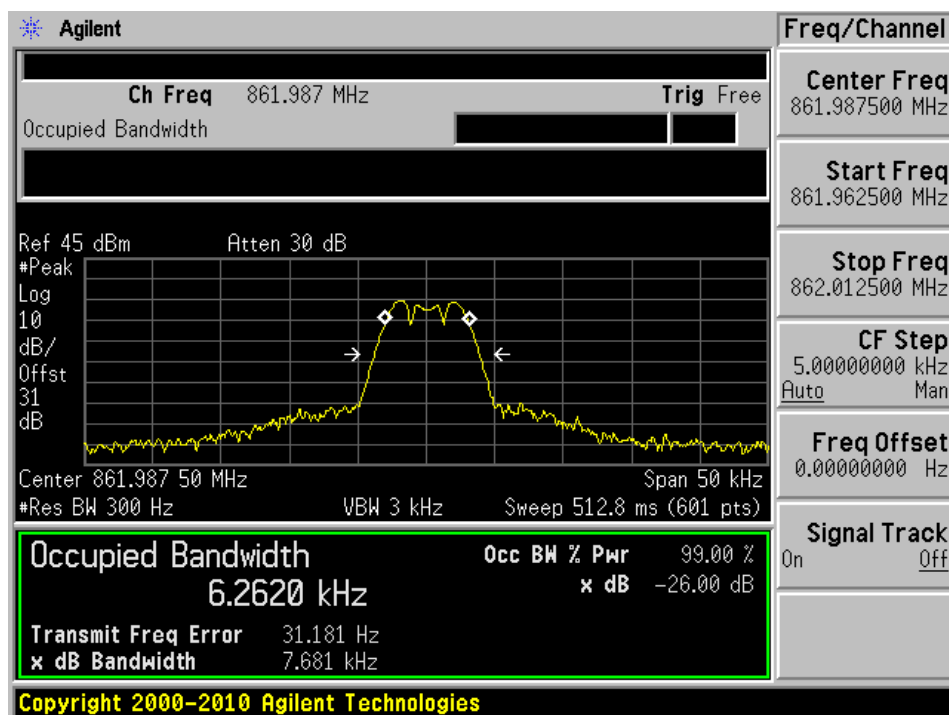 Agilent
Freq/Channel
Ch Freq 861.987 MHz Trig Free
Occupied Bandwidth
Center Freq
861.987500 MHz
Start Freq
861.962500 MHz
Stop Freq
862.012500 MHz
CF Step
5.00000000 kHz
Auto Man
Freq Offset
0.00000000 Hz
Signal Track
On Off
Ref 45 dBm Atten 30 dB
#Peak
Log
10
dB/
Offst
31
dB
Center 861.987 50 MHz Span 50 kHz
#Res BW 300 Hz VBW 3 kHz Sweep 512.8 ms (601 pts)
Occupied Bandwidth
6.2620 kHz
Occ BW % Pwr 99.00 %
x dB -26.00 dB
Transmit Freq Error 31.181 Hz
x dB Bandwidth 7.681 kHz
Copyright 2000-2010 Agilent Technologies